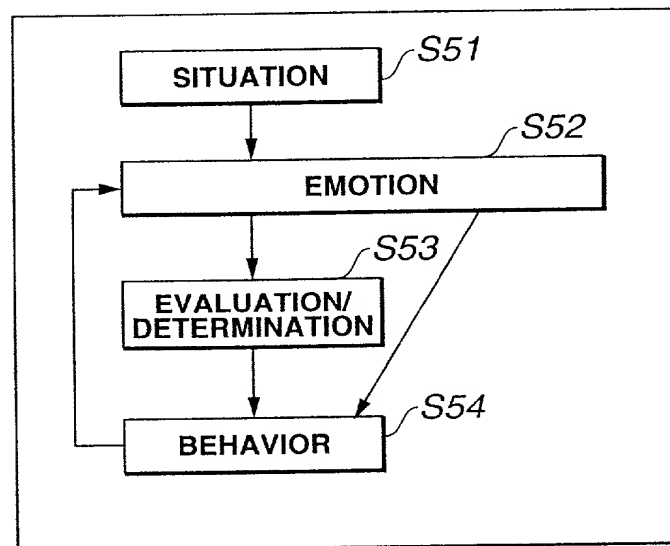 S51
SITUATION
S52
EMOTION
S53
EVALUATION/
DETERMINATION
S54
BEHAVIOR